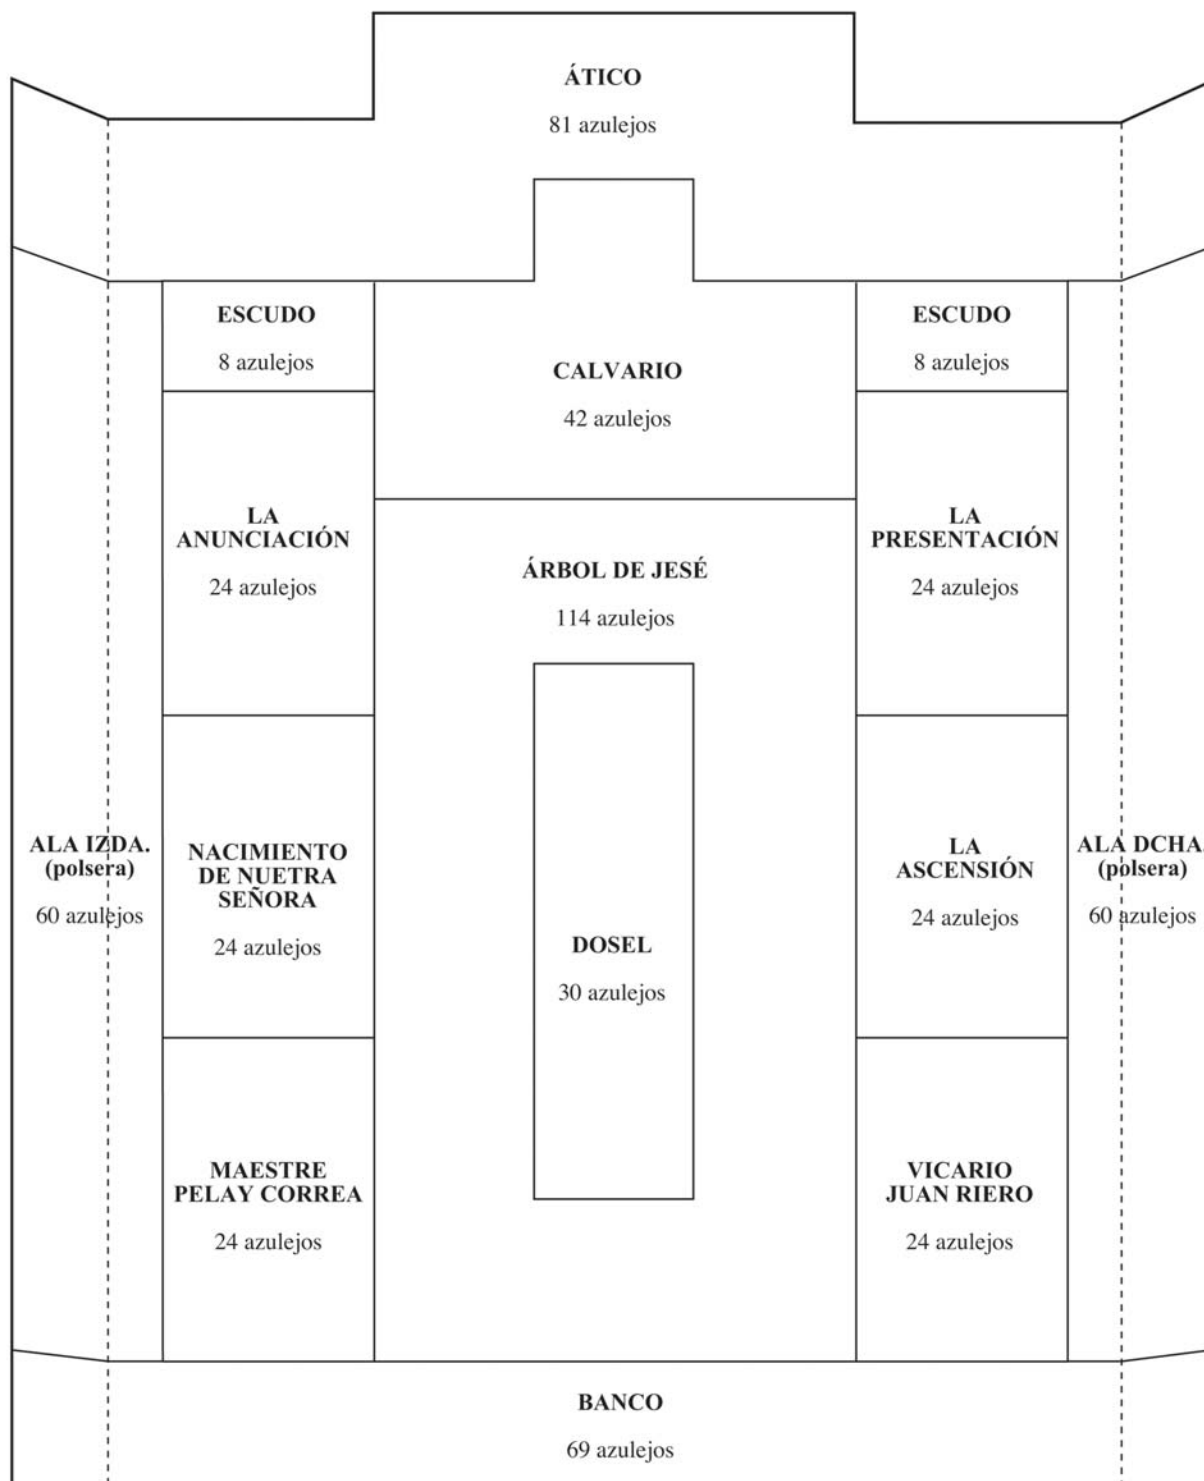 ÁTICO
81 azulejos
ESCUDO
8 azulejos
ESCUDO
8 azulejos
CALVARIO
42 azulejos
LA
ANUNCIACIÓN
24 azulejos
LA
PRESENTACIÓN
24 azulejos
ÁRBOL DE JESÉ
114 azulejos
ALA IZDA.
(polsera)
60 azulejos
NACIMIENTO
DE NUETRA
SEÑORA
24 azulejos
LA
ASCENSIÓN
24 azulejos
ALA DCHA.
(polsera)
60 azulejos
DOSEL
30 azulejos
MAESTRE
PELAY CORREA
24 azulejos
VICARIO
JUAN RIERO
24 azulejos
BANCO
69 azulejos